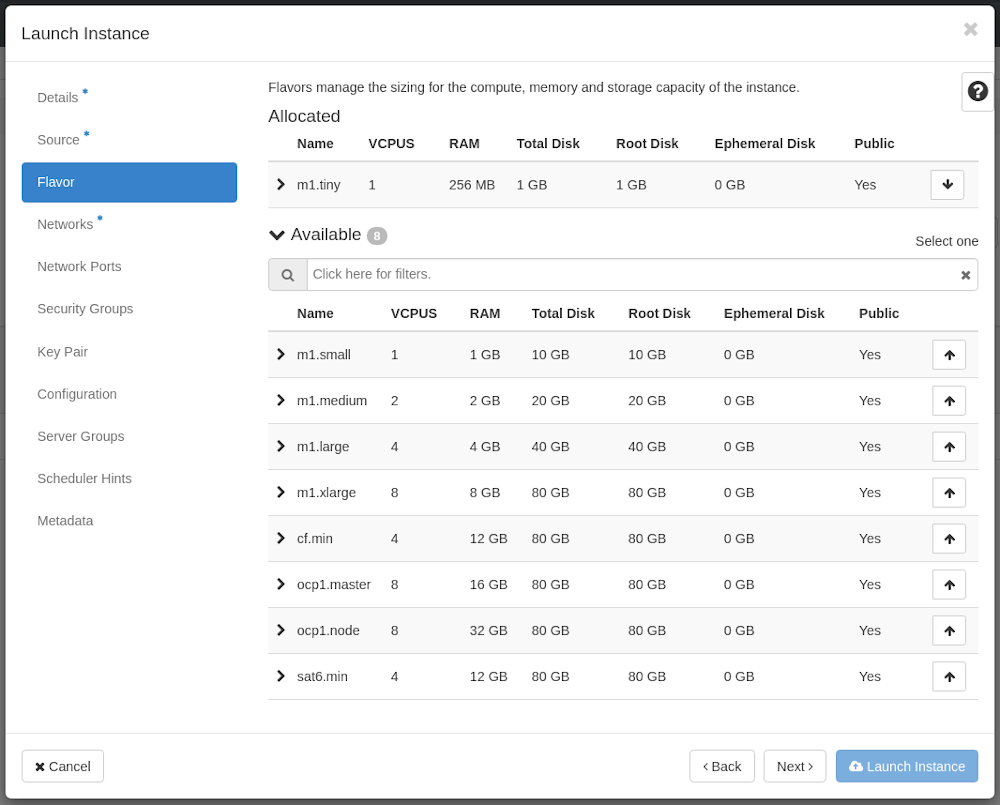 Launch Instance
Details *
Source *
Flavor
Networks *
Network Ports
Security Groups
Key Pair
Configuration
Server Groups
Scheduler Hints
Metadata
Flavors manage the sizing for the compute, memory and storage capacity of the instance.
Allocated
Name VCPUS RAM Total Disk Root Disk Ephemeral Disk Public
m1.tiny 1 256 MB 1 GB 1 GB 0 GB Yes
Available 8
Select one
Click here for filters.
Name VCPUS RAM Total Disk Root Disk Ephemeral Disk Public
m1.small 1 1 GB 10 GB 10 GB 0 GB Yes
m1.medium 2 2 GB 20 GB 20 GB 0 GB Yes
m1.large 4 4 GB 40 GB 40 GB 0 GB Yes
m1.xlarge 8 8 GB 80 GB 80 GB 0 GB Yes
cf.min 4 12 GB 80 GB 80 GB 0 GB Yes
ocp1.master 8 16 GB 80 GB 80 GB 0 GB Yes
ocp1.node 8 32 GB 80 GB 80 GB 0 GB Yes
sat6.min 4 12 GB 80 GB 80 GB 0 GB Yes
Cancel
‹ Back
Next ›
Launch Instance